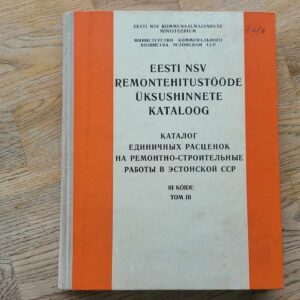 EESTI NSV KOMMUNAALMAJANDUSE
MINISTEERIUM
МИНИСТЕРСТВО КОММУНАЛЬНОГО
ХОЗЯЙСТВА ЭСТОНСКОЙ ССР
EESTI NSV
REMONTEHITUSTÖÖDE
ÜKSUSHINNETE
KATALOOG
КАТАЛОГ
ЕДИНИЧНЫХ РАСЦЕНОК
НА РЕМОНТНО-СТРОИТЕЛЬНЫЕ
РАБОТЫ В ЭСТОНСКОЙ ССР
III KÖIDE
ТОМ III